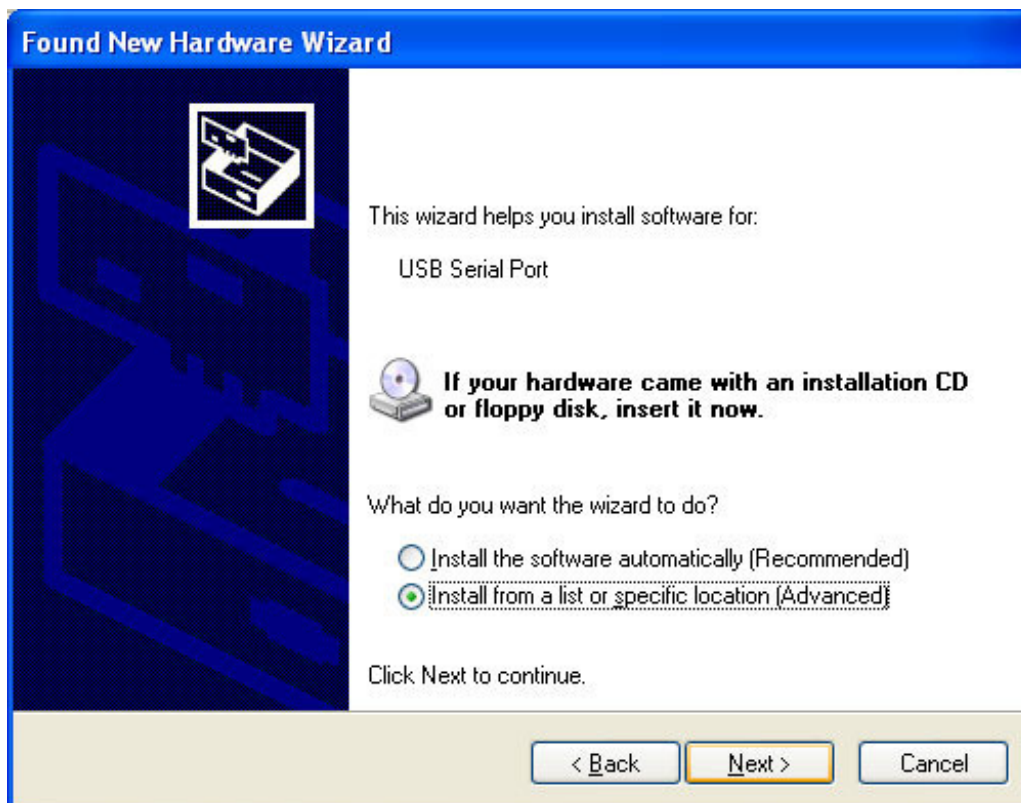 Found New Hardware Wizard
This wizard helps you install software for:
USB Serial Port
If your hardware came with an installation CD
or floppy disk, insert it now.
What do you want the wizard to do?
Install the software automatically (Recommended)
Install from a list or specific location (Advanced)
Click Next to continue.
< Back
Next >
Cancel